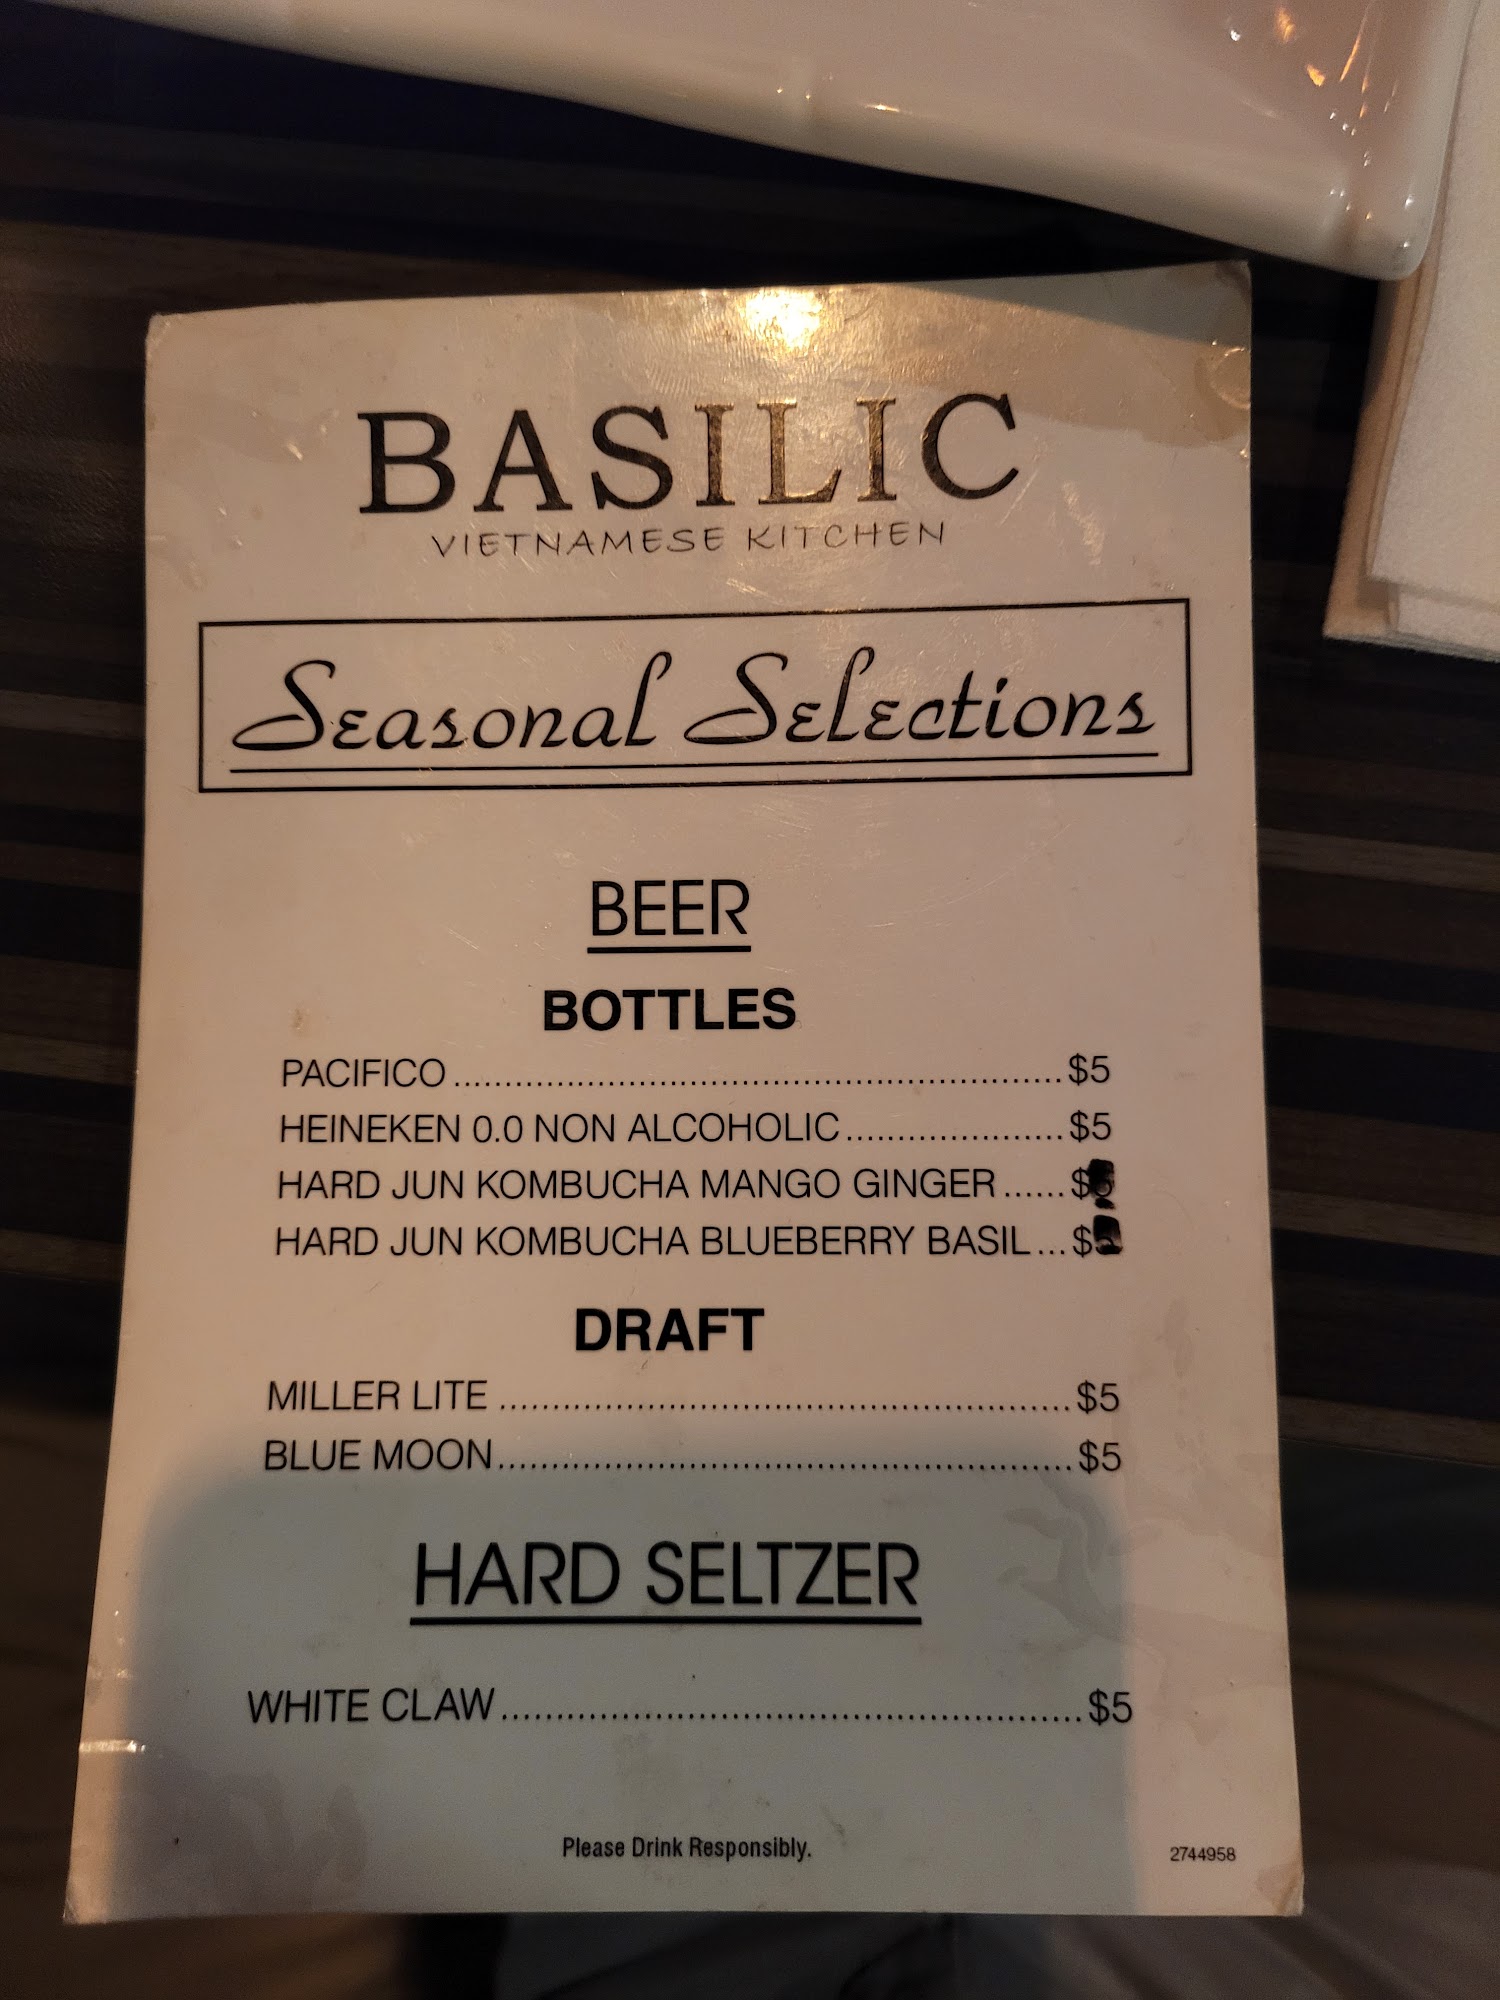 BASILIC
VIETNAMESE KITCHEN
Seasonal Selections
BEER
BOTTLES
PACIFICO ............................................................ $5
HEINEKEN 0.0 NON ALCOHOLIC ..................... $5
HARD JUN KOMBUCHA MANGO GINGER ...... $
HARD JUN KOMBUCHA BLUEBERRY BASIL ... $
DRAFT
MILLER LITE ...................................................... $5
BLUE MOON ...................................................... $5
HARD SELTZER
WHITE CLAW ..................................................... $5
Please Drink Responsibly.
2744958